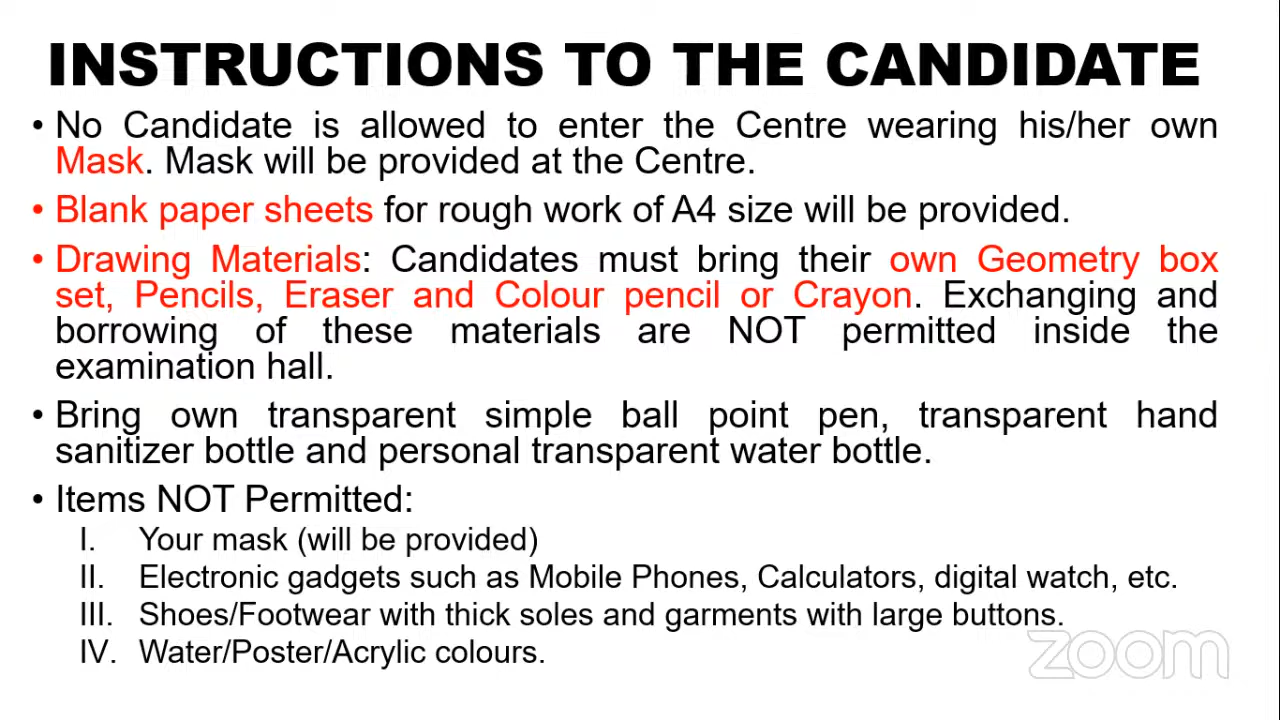 INSTRUCTIONS TO THE CANDIDATE
• No Candidate is allowed to enter the Centre wearing his/her own
Mask. Mask will be provided at the Centre.
• Blank paper sheets for rough work of A4 size will be provided.
• Drawing Materials: Candidates must bring their own Geometry box
set, Pencils, Eraser and Colour pencil or Crayon. Exchanging and
borrowing of these materials are NOT permitted inside the
examination hall.
• Bring own transparent simple ball point pen, transparent hand
sanitizer bottle and personal transparent water bottle.
• Items NOT Permitted:
I. Your mask (will be provided)
II. Electronic gadgets such as Mobile Phones, Calculators, digital watch, etc.
III. Shoes/Footwear with thick soles and garments with large buttons.
IV. Water/Poster/Acrylic colours.
zoom